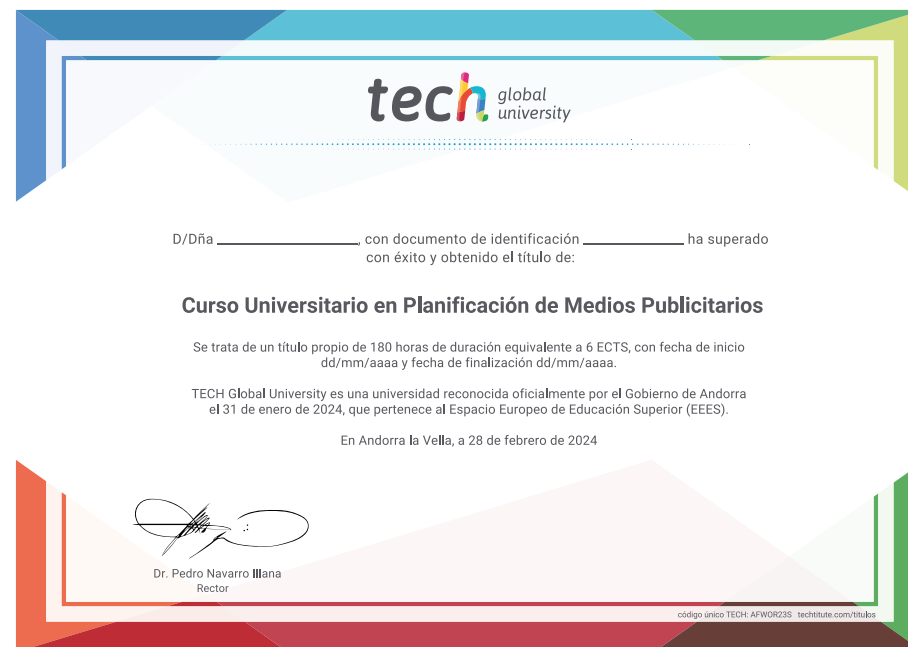 tech global
university
D/Dña ____________________, con documento de identificación ______________ ha superado
con éxito y obtenido el título de:
Curso Universitario en Planificación de Medios Publicitarios
Se trata de un título propio de 180 horas de duración equivalente a 6 ECTS, con fecha de inicio
dd/mm/aaaa y fecha de finalización dd/mm/aaaa.
TECH Global University es una universidad reconocida oficialmente por el Gobierno de Andorra
el 31 de enero de 2024, que pertenece al Espacio Europeo de Educación Superior (EEES).
En Andorra la Vella, a 28 de febrero de 2024
Dr. Pedro Navarro Illana
Rector
código único TECH: AFWOR23S techtitute.com/titulos